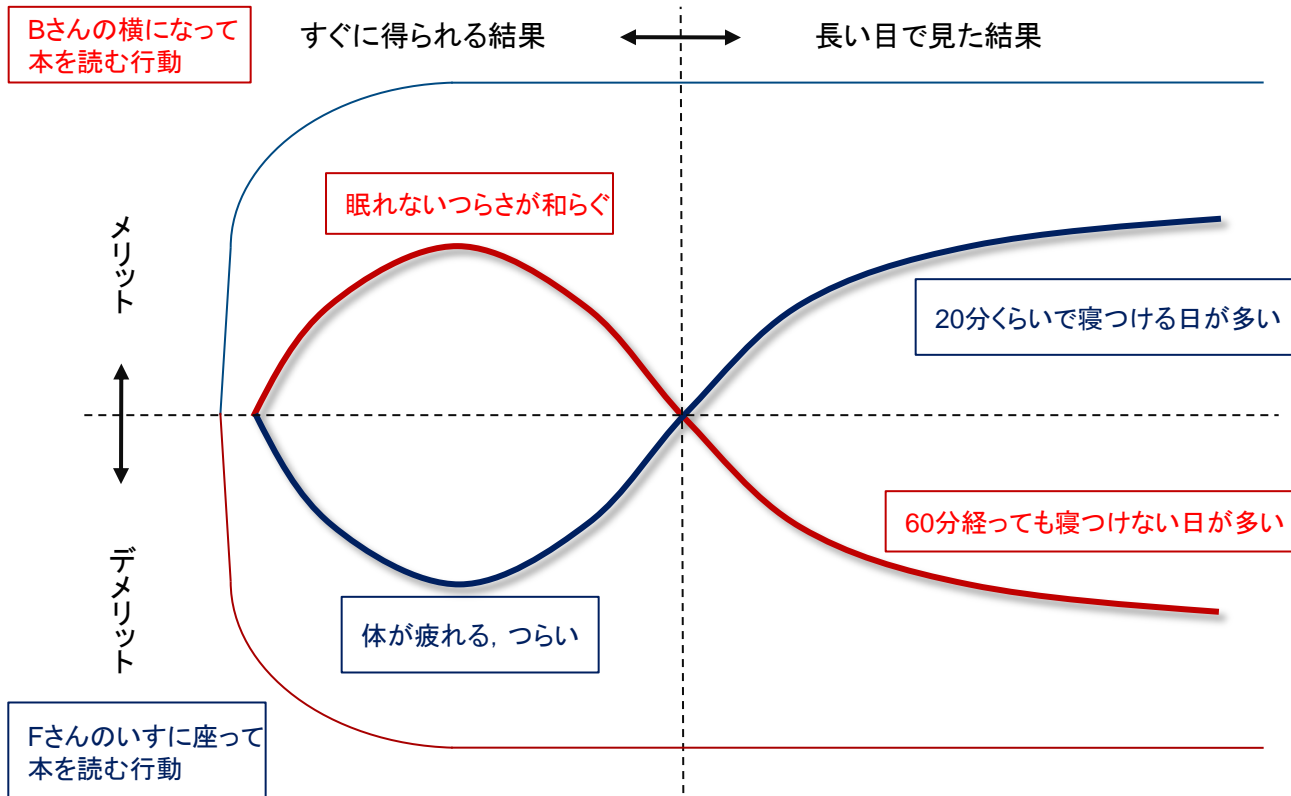 Bさんの横になって
本を読む行動
すぐに得られる結果
長い目で見た結果
眠れないつらさが和らぐ
メリット
20分くらいで寝つける日が多い
60分経っても寝つけない日が多い
デメリット
体が疲れる, つらい
Fさんのいすに座って
本を読む行動